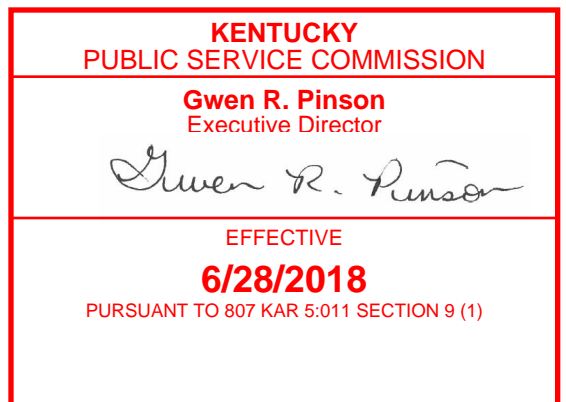 KENTUCKY
PUBLIC SERVICE COMMISSION
Gwen R. Pinson
Executive Director
Gwen R. Pinson
EFFECTIVE
6/28/2018
PURSUANT TO 807 KAR 5:011 SECTION 9 (1)